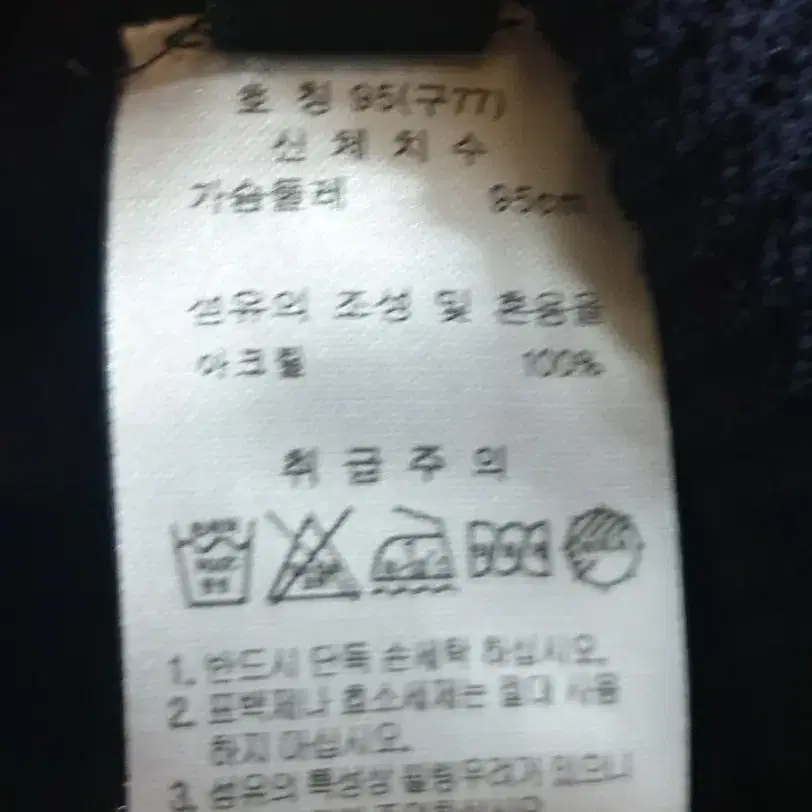 호 칭 95(구77)
신 체 치 수
가슴둘레 95cm
섬유의 조성 및 혼용율
아크릴 100%
취 급 주 의
1. 반드시 단독 손세탁 하십시오.
2. 표백제나 효소세제는 절대 사용
하지 마십시오.
3. 섬유의 특성상 필링우려가 있으니